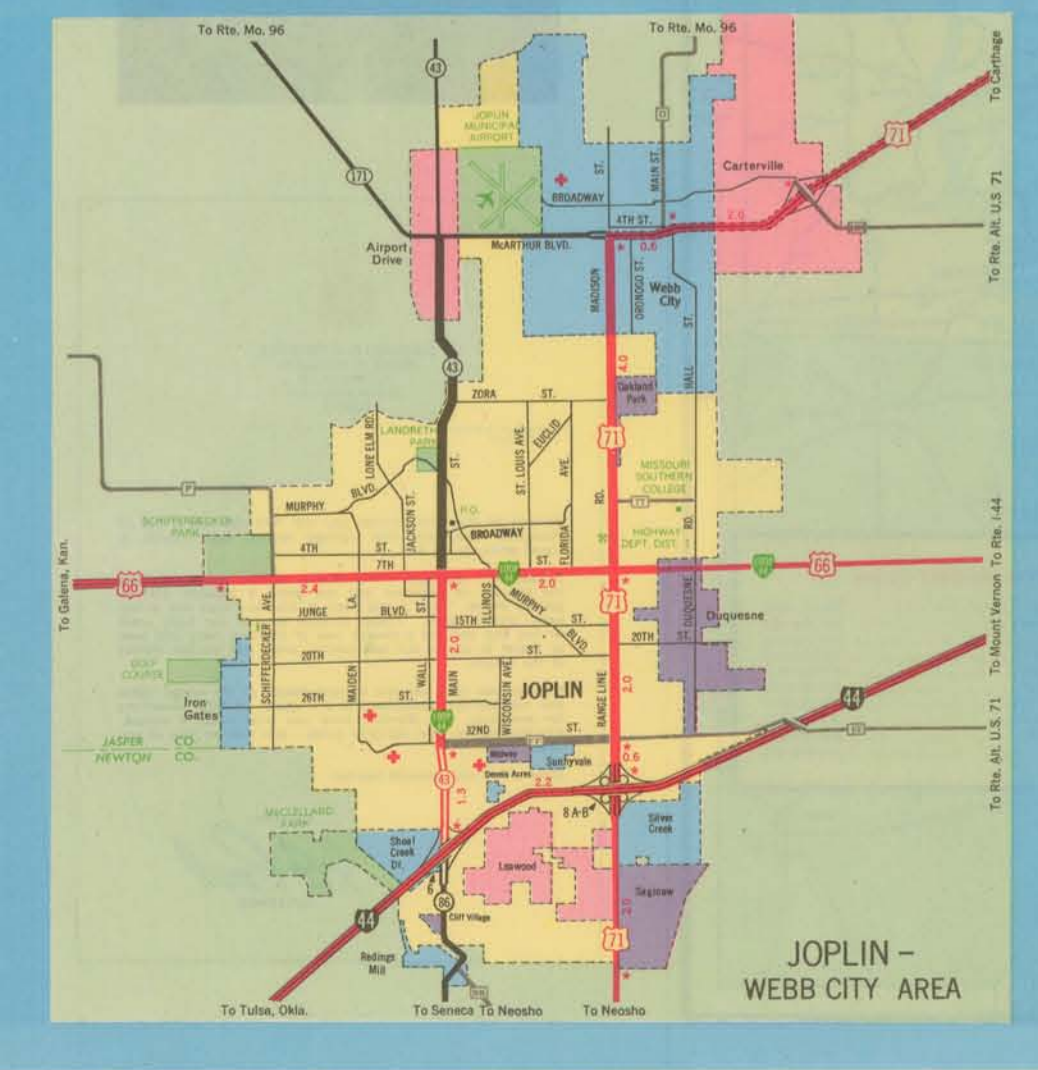 To Rte. Mo. 96
To Rte. Mo. 96
43
JOPLIN
MUNICIPAL
AIRPORT
D
To Carthage
71
171
ST.
MAIN ST.
Carterville
BROADWAY
4TH ST.
2.0
0.6
Airport
Drive
McARTHUR BLVD.
To Rte. Alt. U.S 71
MADISON
ORONOGO ST.
Webb
City
ST.
HALL
4.0
43
ZORA ST.
Oakland
Park
LONE ELM RD.
LANDRETH
PARK
ST.
ST. LOUIS AVE.
EUCLID
AVE
71
MISSOURI
SOUTHERN
COLLEGE
P
MURPHY BLVD.
JACKSON ST.
RD.
TT
RD.
SCHIFFERDECKER
PARK
P.O.
BROADWAY
FLORIDA
HIGHWAY
DEPT. DIST.
4TH ST.
ST.
7TH
To Galena, Kan.
66
2.4
2.0
66
To Mount Vernon To Rte. I-44
AVE.
LA.
71
JUNGE BLVD.
ST.
ILLINOIS
MURPHY
BLVD.
15TH ST.
DUQUESNE
Duquesne
20TH ST.
SCHIFFERDECKER
20TH ST.
2.0
GOLF
COURSE
MAIDEN
WALL
MAIN
WISCONSIN AVE.
JOPLIN
RANGE LINE
2.0
Iron
Gates
26TH ST.
44
JASPER CO.
NEWTON CO.
32ND ST.
FF
Midway
Sunnyvale
0.6
Dennis Acres
43
1.5
2.2
8 A-B
To Rte. Alt. U.S. 71
McCLELLAND
PARK
Shoal
Creek
Dr.
Silver
Creek
Leawood
6
Saginaw
86
2.0
44
Cliff Village
71
Redings
Mill
JOPLIN –
WEBB CITY AREA
To Tulsa, Okla.
To Seneca
To Neosho
To Neosho